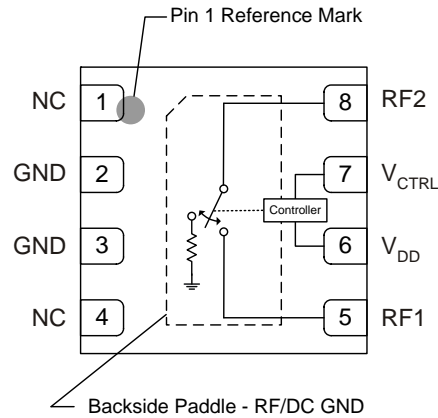 Pin 1 Reference Mark
NC 1 8 RF2
GND 2 7 VCTRL
Controller
GND 3 6 VDD
NC 4 5 RF1
Backside Paddle - RF/DC GND